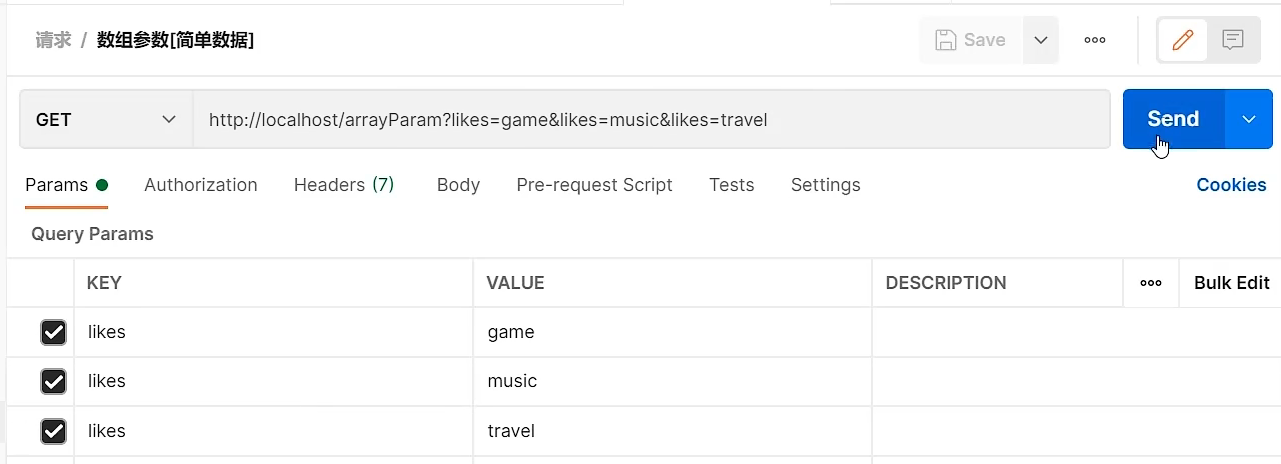 请求 / 数组参数[简单数据] Save
GET http://localhost/arrayParam?likes=game&likes=music&likes=travel Send
Params Authorization Headers (7) Body Pre-request Script Tests Settings Cookies
Query Params
KEY VALUE DESCRIPTION Bulk Edit
likes game
likes music
likes travel